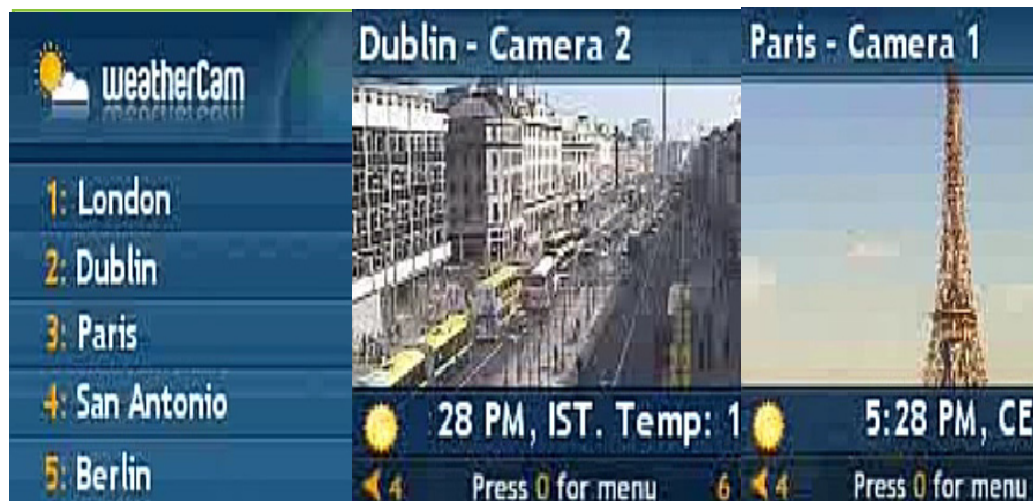 weatherCam
1: London
2: Dublin
3: Paris
4: San Antonio
5: Berlin
Dublin - Camera 2
28 PM, IST. Temp: 1
4 Press 0 for menu 6
Paris - Camera 1
5:28 PM, CE
4 Press 0 for menu